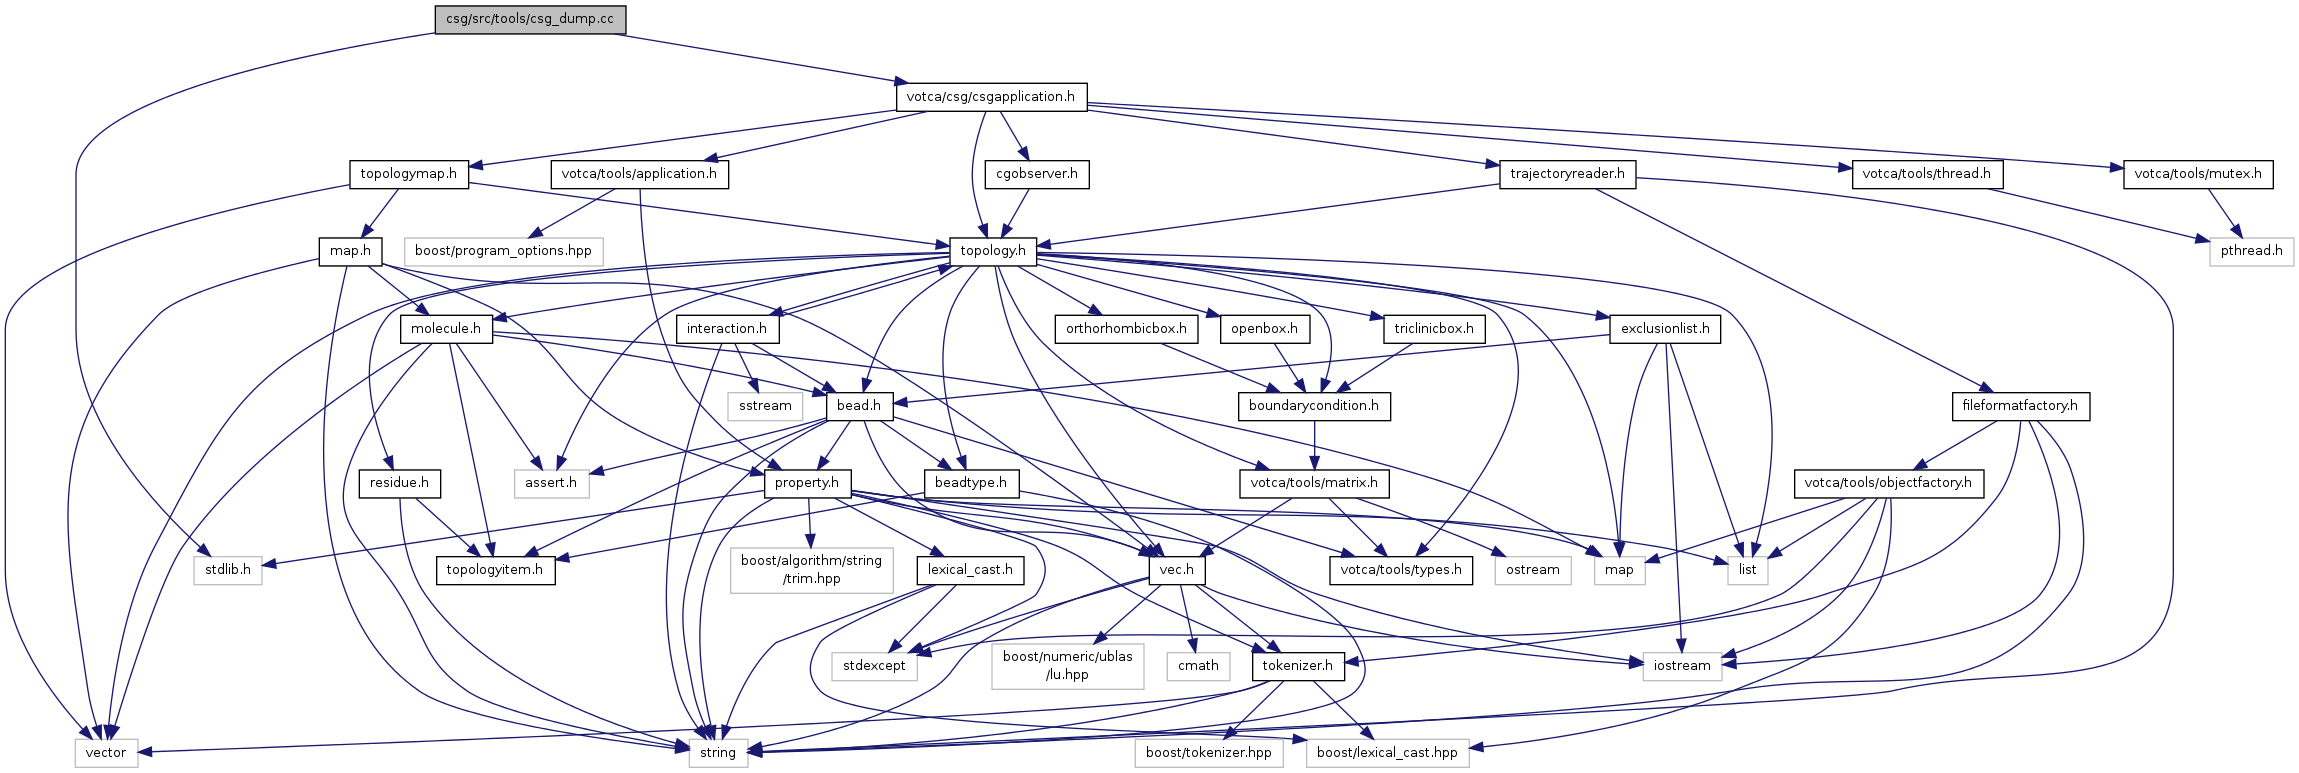 csg/src/tools/csg_dump.cc
votca/csg/csgapplication.h
topologymap.h
votca/tools/application.h
cgobserver.h
trajectoryreader.h
votca/tools/thread.h
votca/tools/mutex.h
map.h
boost/program_options.hpp
topology.h
pthread.h
molecule.h
interaction.h
orthorhombicbox.h
openbox.h
triclinicbox.h
exclusionlist.h
sstream
bead.h
boundarycondition.h
fileformatfactory.h
residue.h
assert.h
property.h
beadtype.h
votca/tools/matrix.h
votca/tools/objectfactory.h
stdlib.h
topologyitem.h
boost/algorithm/string
/trim.hpp
lexical_cast.h
vec.h
votca/tools/types.h
ostream
map
list
stdexcept
boost/numeric/ublas
/lu.hpp
cmath
tokenizer.h
iostream
vector
string
boost/tokenizer.hpp
boost/lexical_cast.hpp